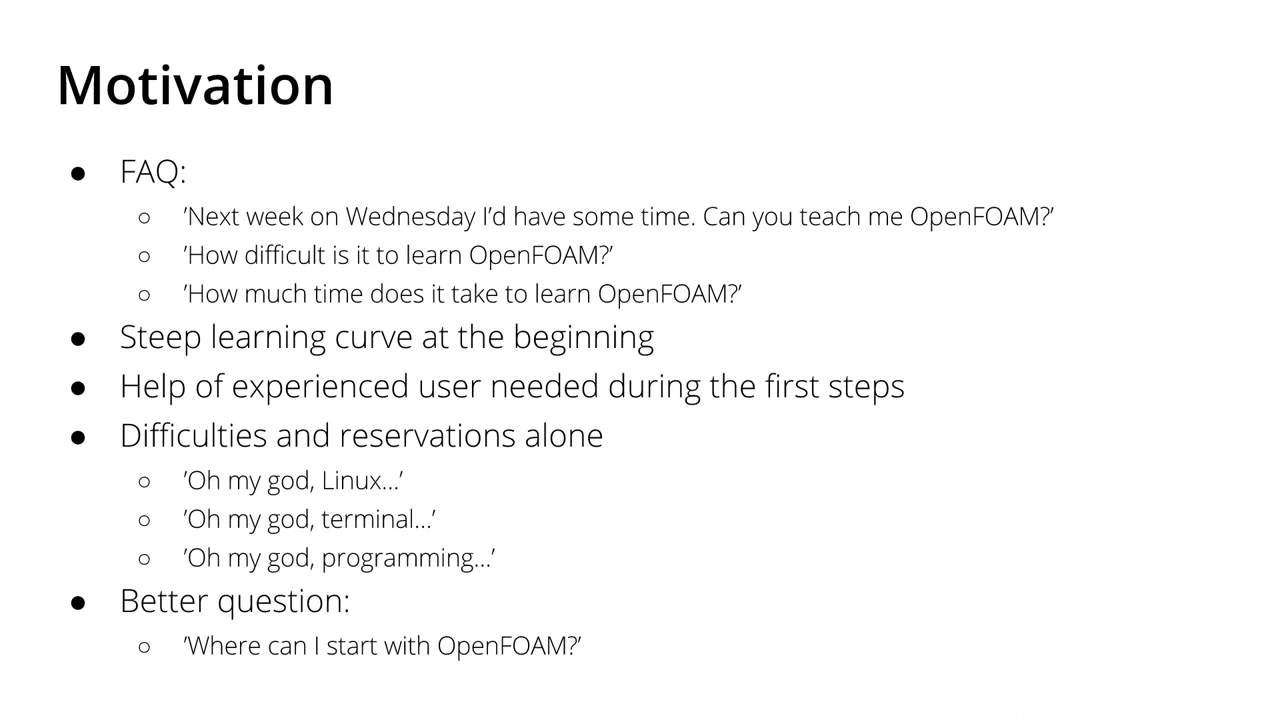 Motivation
● FAQ:
○ ’Next week on Wednesday I’d have some time. Can you teach me OpenFOAM?’
○ ’How difficult is it to learn OpenFOAM?’
○ ’How much time does it take to learn OpenFOAM?’
● Steep learning curve at the beginning
● Help of experienced user needed during the first steps
● Difficulties and reservations alone
○ ’Oh my god, Linux...’
○ ’Oh my god, terminal...’
○ ’Oh my god, programming...’
● Better question:
○ ’Where can I start with OpenFOAM?’